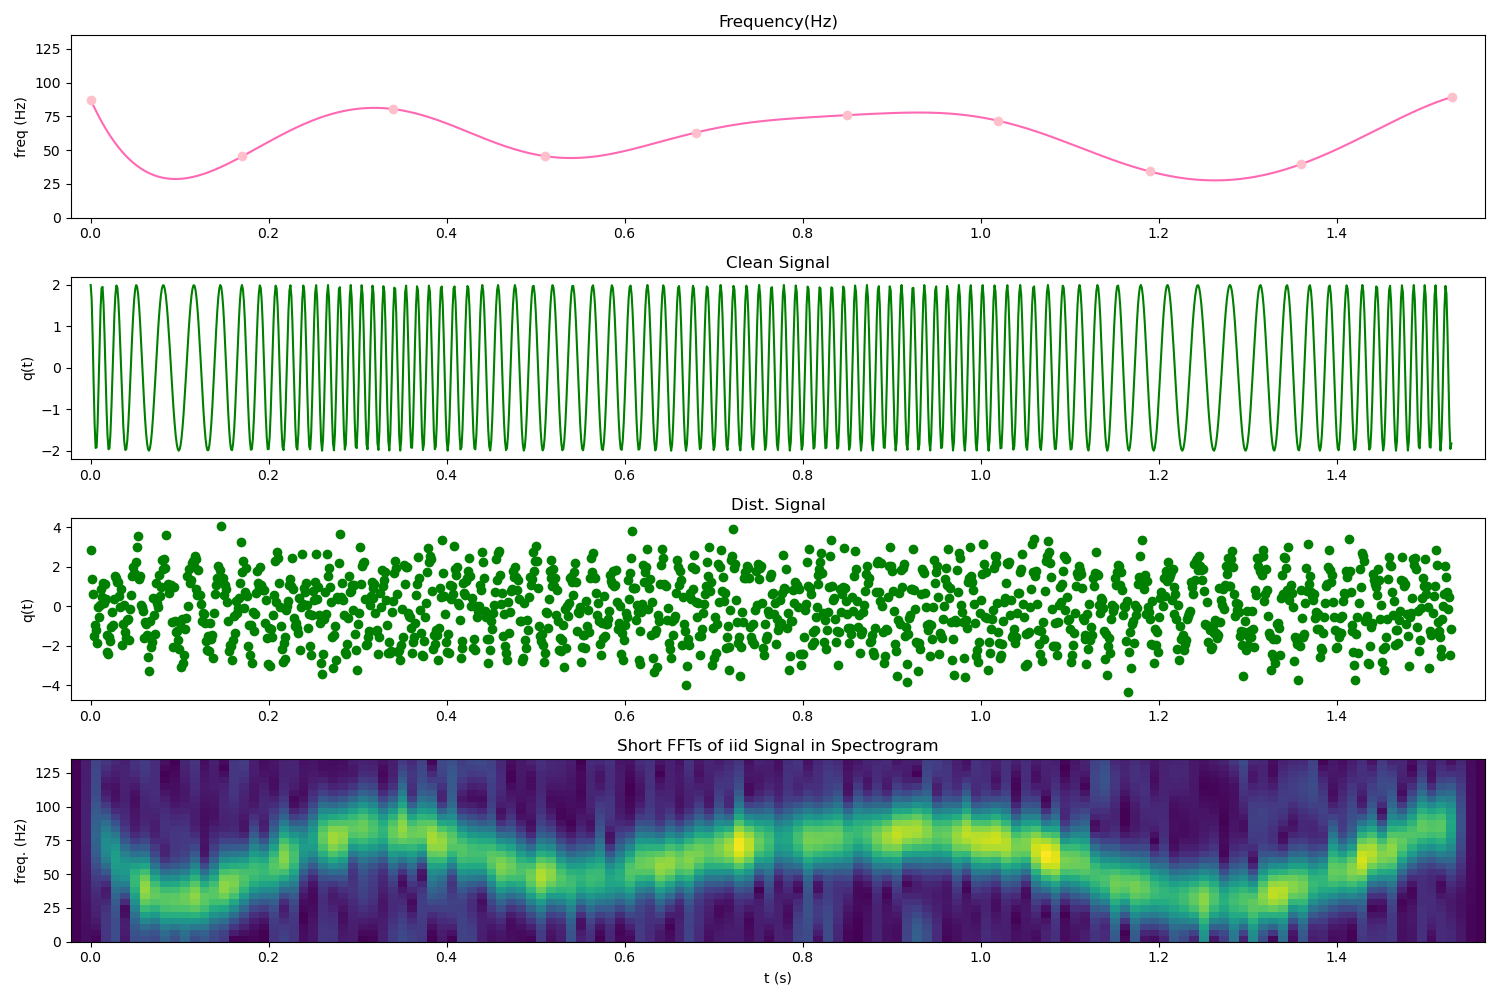 Frequency(Hz)
freq (Hz)
125
100
75
50
25
0
0.0 0.2 0.4 0.6 0.8 1.0 1.2 1.4
Clean Signal
q(t)
2
1
0
−1
−2
0.0 0.2 0.4 0.6 0.8 1.0 1.2 1.4
Dist. Signal
q(t)
4
2
0
−2
−4
0.0 0.2 0.4 0.6 0.8 1.0 1.2 1.4
Short FFTs of iid Signal in Spectrogram
freq. (Hz)
125
100
75
50
25
0
0.0 0.2 0.4 0.6 0.8 1.0 1.2 1.4
t (s)